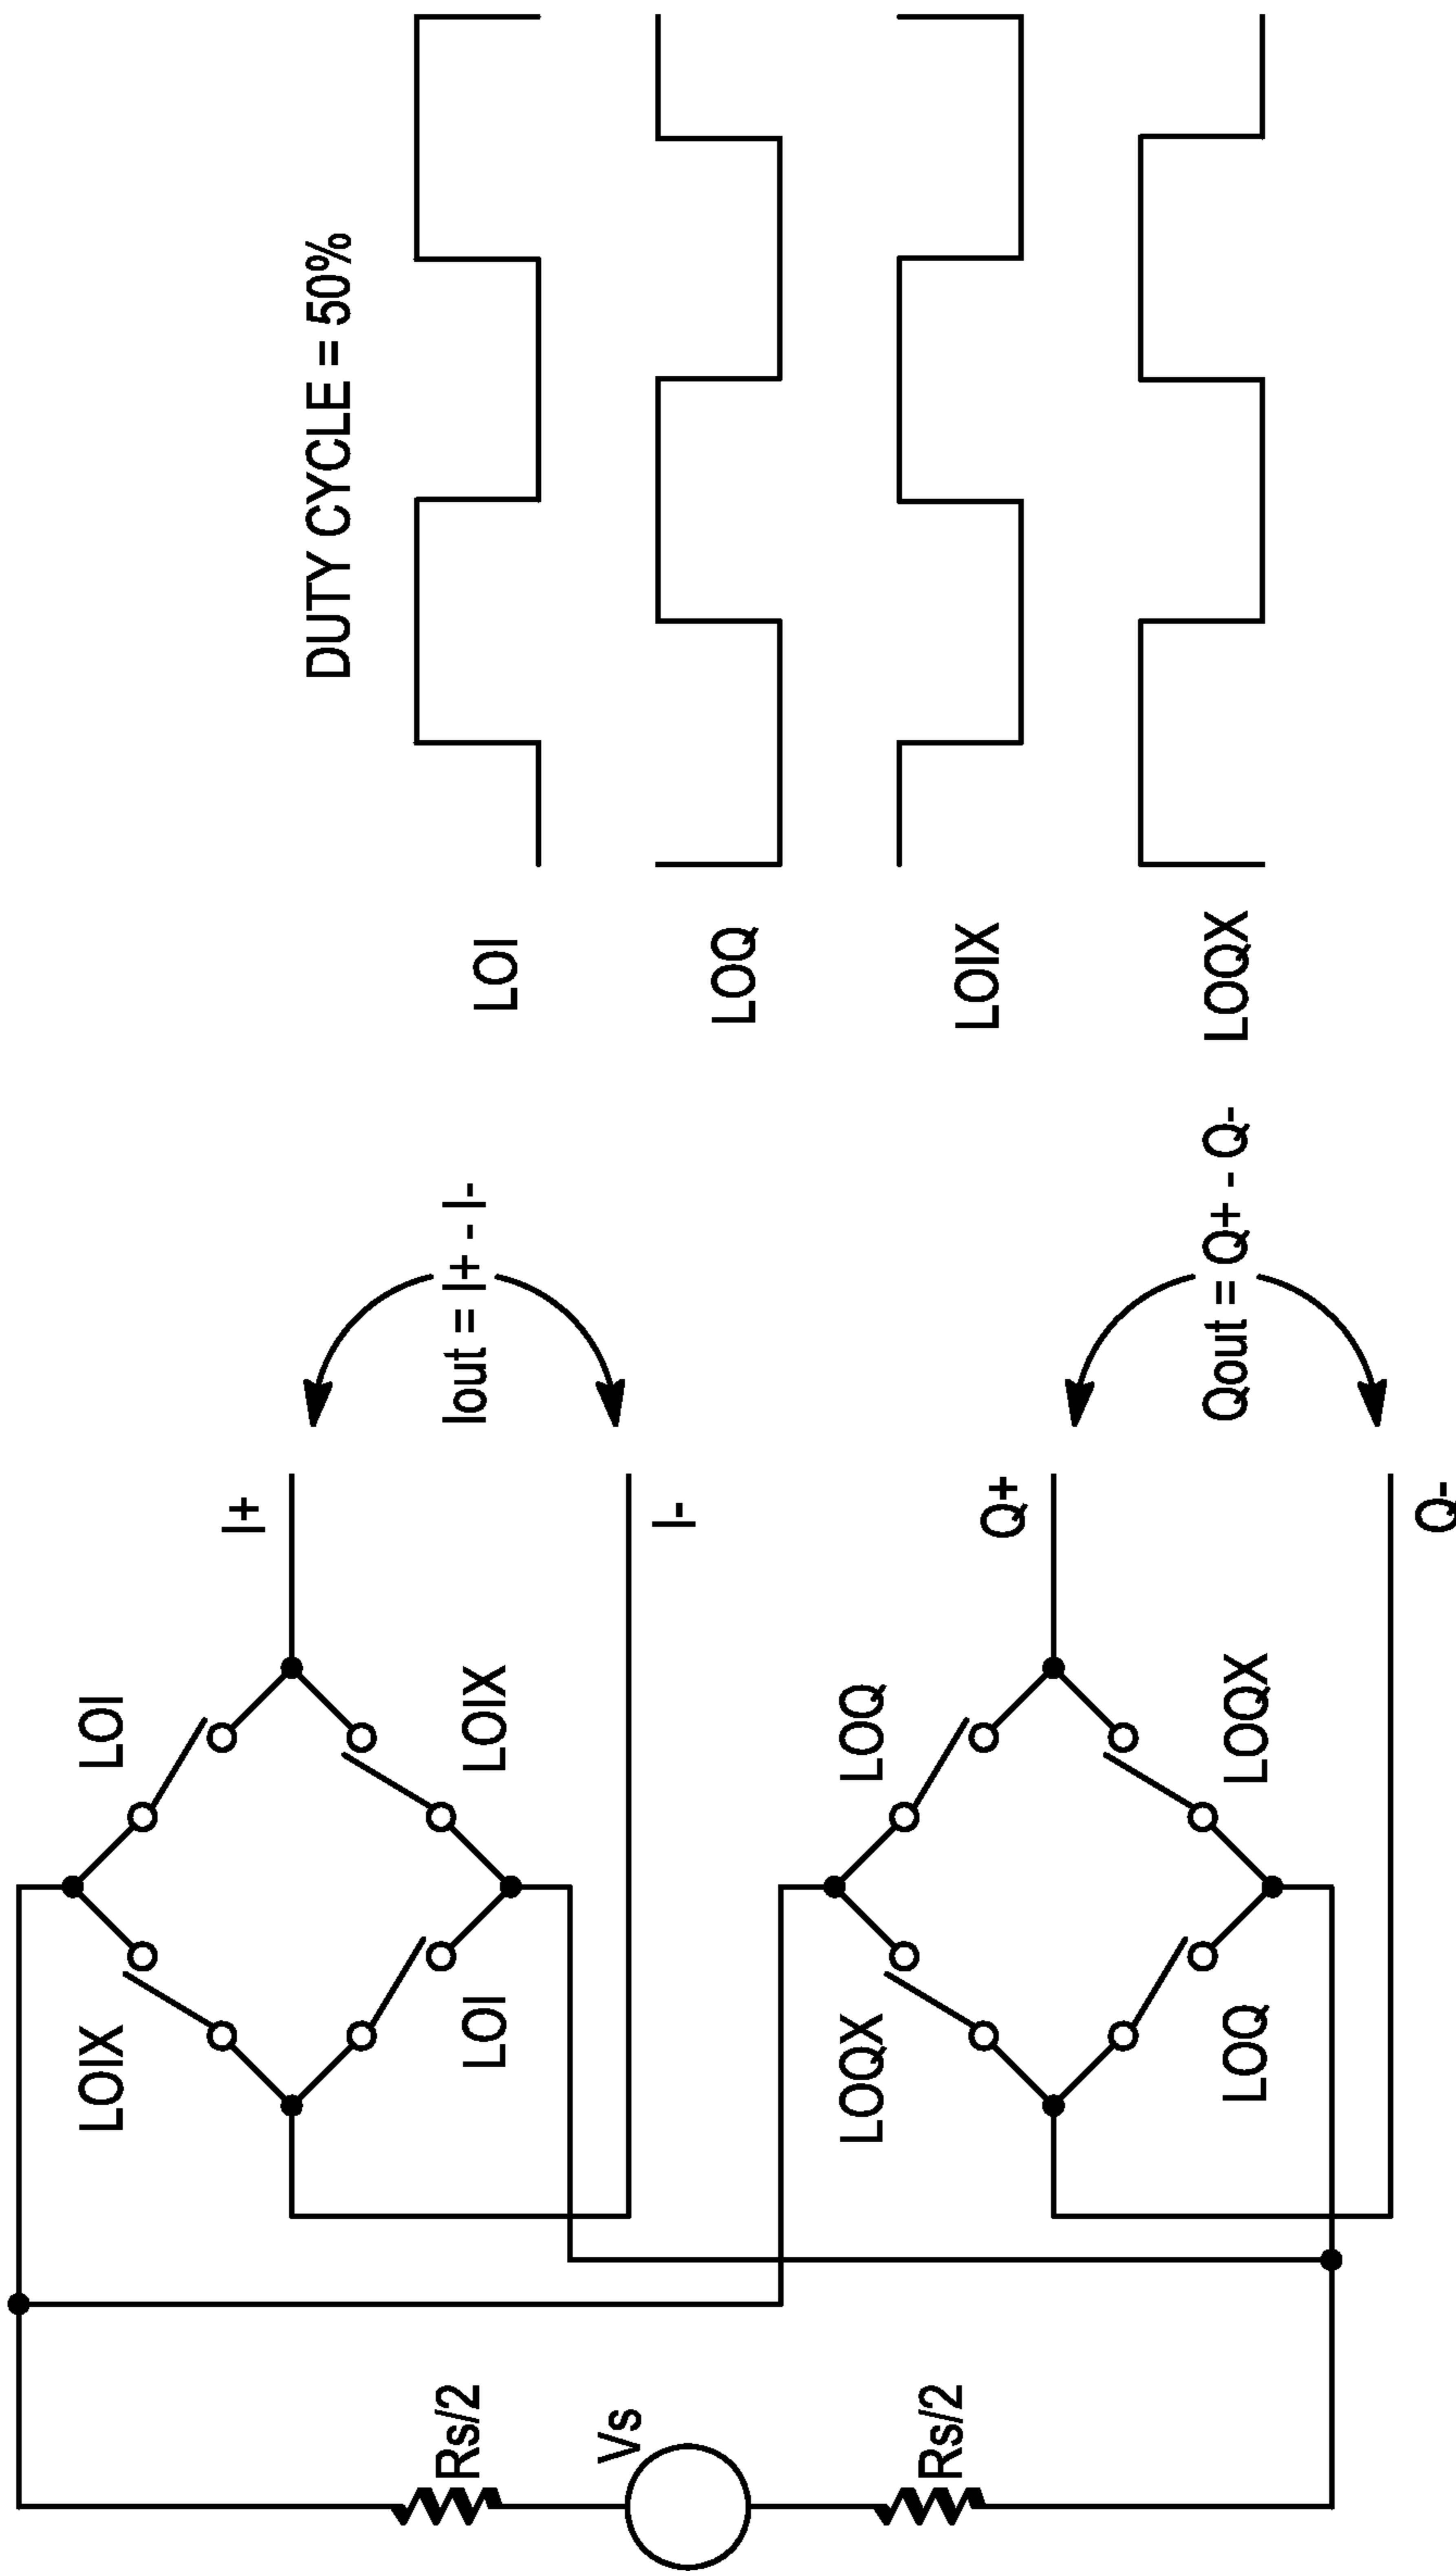 Rs/2
Vs
Rs/2
LOIX
LOI
LOI
LOIX
I+
I-
Iout = I+ - I-
LOQX
LOQ
LOQ
LOQX
Q+
Q-
Qout = Q+ - Q-
DUTY CYCLE = 50%
LOI
LOQ
LOIX
LOQX